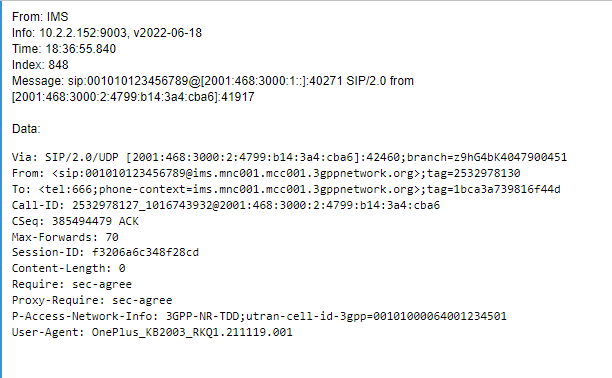 From: IMS
Info: 10.2.2.152:9003, v2022-06-18
Time: 18:36:55.840
Index: 848
Message: sip:001010123456789@[2001:468:3000:1::]:40271 SIP/2.0 from
[2001:468:3000:2:4799:b14:3a4:cba6]:41917
Data:
Via: SIP/2.0/UDP [2001:468:3000:2:4799:b14:3a4:cba6]:42460;branch=z9hG4bK4047900451
From: <sip:001010123456789@ims.mnc001.mcc001.3gppnetwork.org>;tag=2532978130
To: <tel:666;phone-context=ims.mnc001.mcc001.3gppnetwork.org>;tag=1bca3a739816f44d
Call-ID: 2532978127_1016743932@2001:468:3000:2:4799:b14:3a4:cba6
CSeq: 385494479 ACK
Max-Forwards: 70
Session-ID: f3206a6c348f28cd
Content-Length: 0
Require: sec-agree
Proxy-Require: sec-agree
P-Access-Network-Info: 3GPP-NR-TDD;utran-cell-id-3gpp=00101000064001234501
User-Agent: OnePlus_KB2003_RKQ1.211119.001